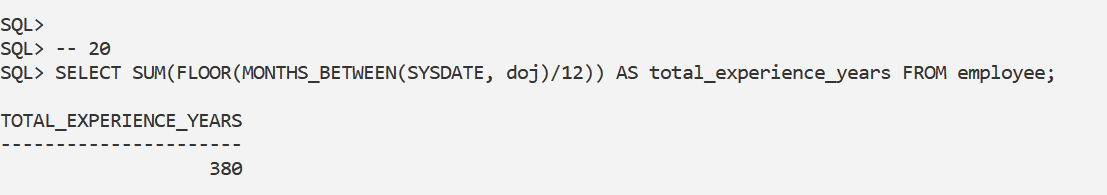 SQL>
SQL> -- 20
SQL> SELECT SUM(FLOOR(MONTHS_BETWEEN(SYSDATE, doj)/12)) AS total_experience_years FROM employee;
TOTAL_EXPERIENCE_YEARS
----------------------
380